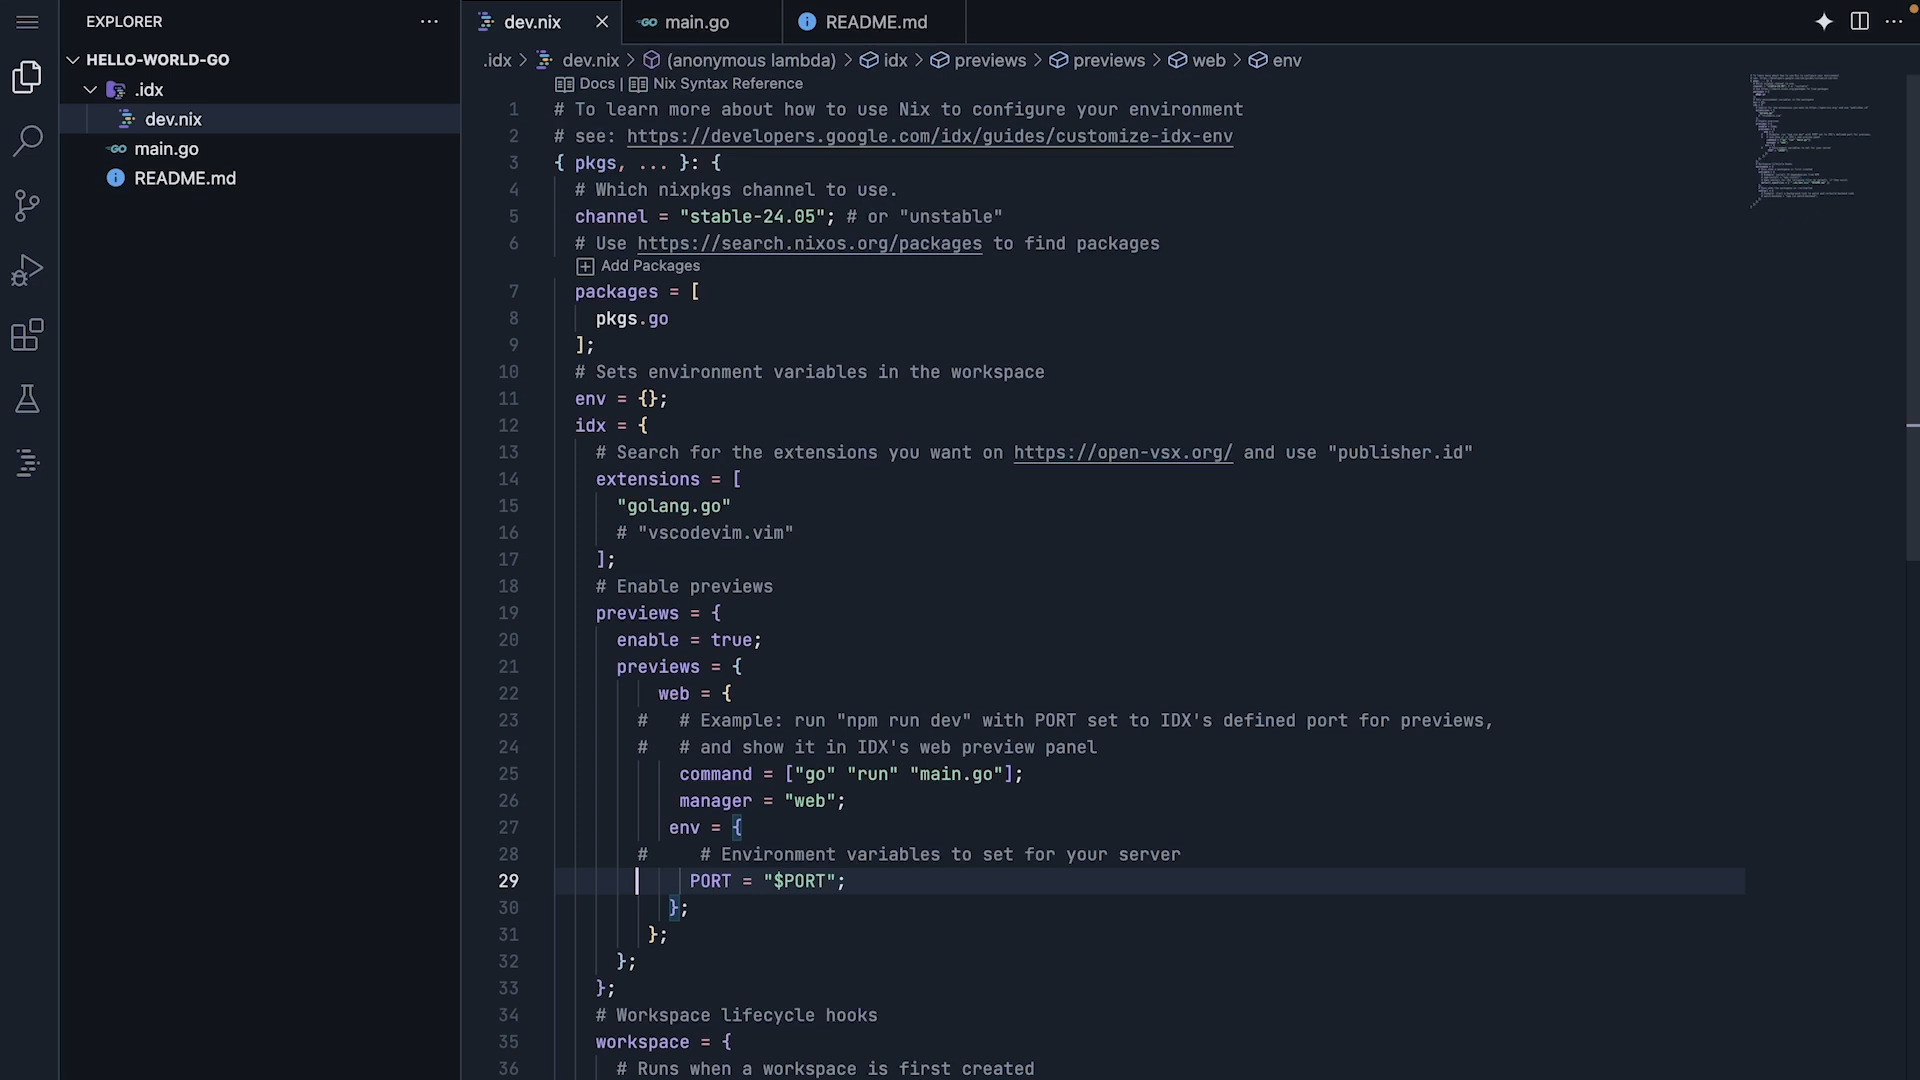 EXPLORER
HELLO-WORLD-GO
.idx
dev.nix
main.go
README.md
dev.nix
main.go
README.md
.idx > dev.nix > (anonymous lambda) > idx > previews > previews > web > env
Docs | Nix Syntax Reference
1 # To learn more about how to use Nix to configure your environment
2 # see: https://developers.google.com/idx/guides/customize-idx-env
3 { pkgs, ... }: {
4 # Which nixpkgs channel to use.
5 channel = "stable-24.05"; # or "unstable"
6 # Use https://search.nixos.org/packages to find packages
Add Packages
7 packages = [
8 pkgs.go
9 ];
10 # Sets environment variables in the workspace
11 env = {};
12 idx = {
13 # Search for the extensions you want on https://open-vsx.org/ and use "publisher.id"
14 extensions = [
15 "golang.go"
16 # "vscodevim.vim"
17 ];
18 # Enable previews
19 previews = {
20 enable = true;
21 previews = {
22 web = {
23 # # Example: run "npm run dev" with PORT set to IDX's defined port for previews,
24 # # and show it in IDX's web preview panel
25 command = ["go" "run" "main.go"];
26 manager = "web";
27 env = {
28 # # Environment variables to set for your server
29 PORT = "$PORT";
30 };
31 };
32 };
33 };
34 # Workspace lifecycle hooks
35 workspace = {
36 # Runs when a workspace is first created